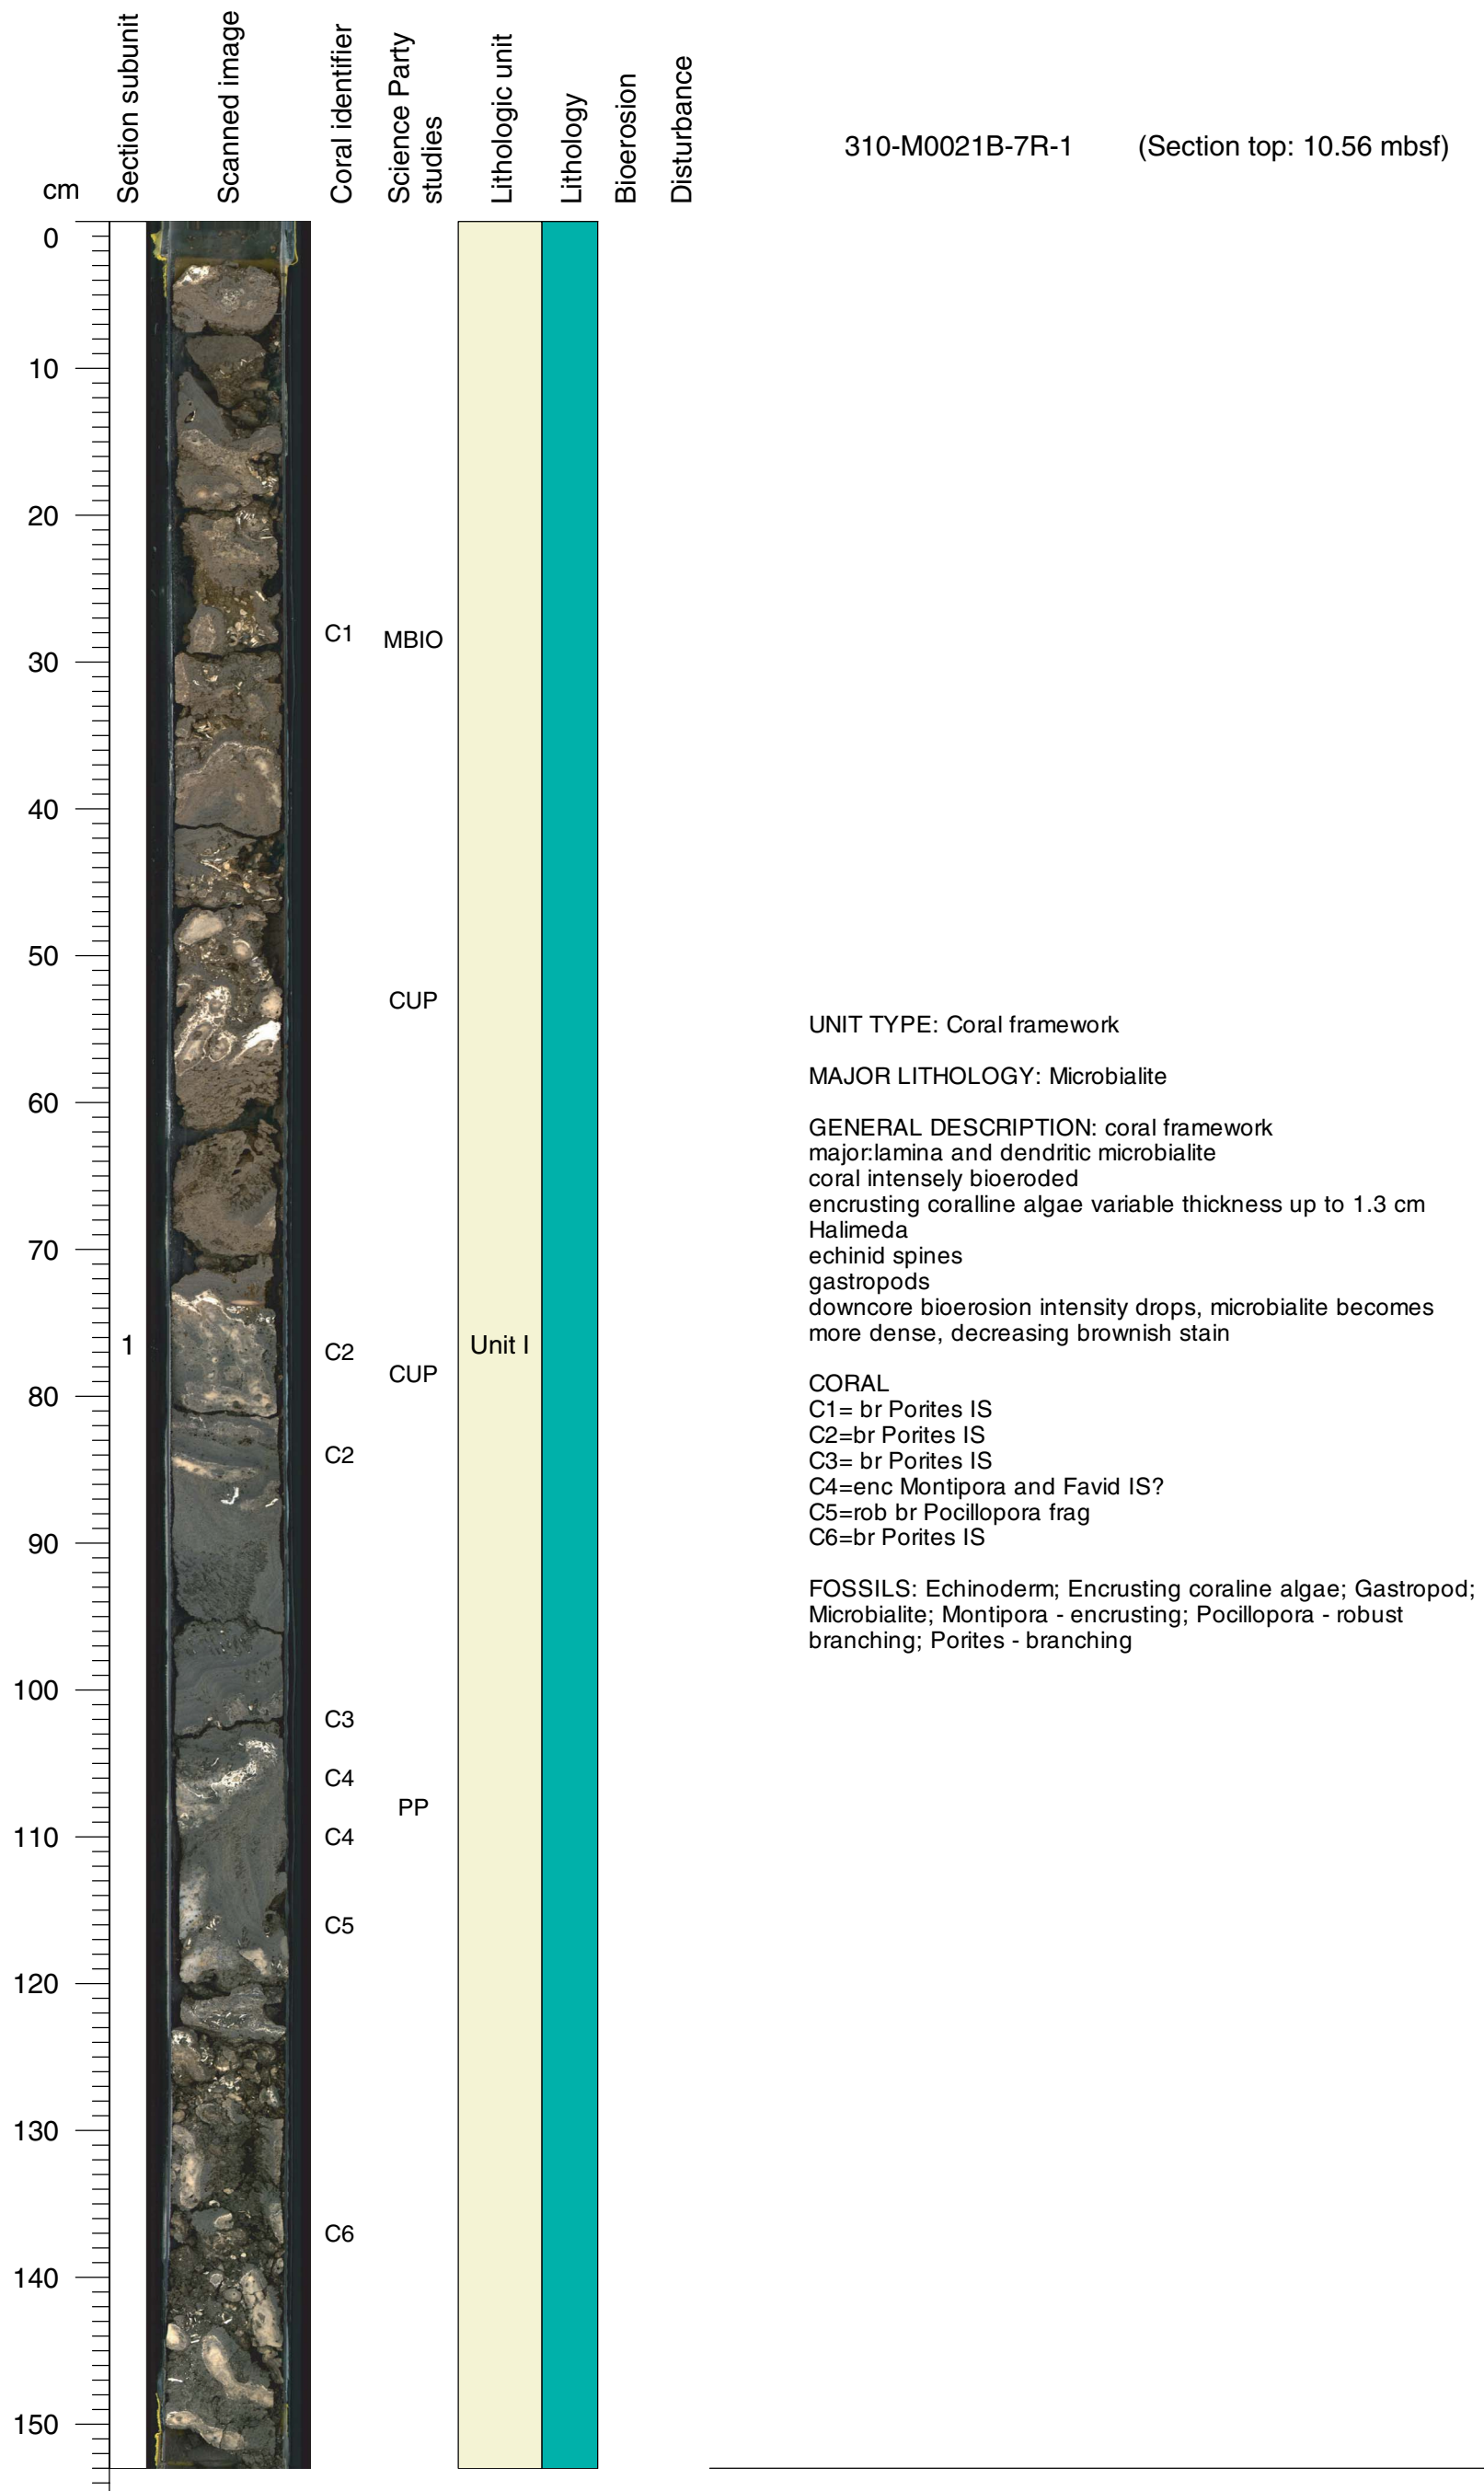 Section subunit
Scanned image
Coral identifier
Science Party
studies
Lithologic unit
Lithology
Bioerosion
Disturbance
310-M0021B-7R-1 (Section top: 10.56 mbsf)
cm
0
10
20
C1
MBIO
30
40
50
CUP
60
70
1
C2
Unit I
CUP
80
C2
90
100
C3
C4
PP
110
C4
C5
120
130
C6
140
150
UNIT TYPE: Coral framework
MAJOR LITHOLOGY: Microbialite
GENERAL DESCRIPTION: coral framework
major:lamina and dendritic microbialite
coral intensely bioeroded
encrusting coralline algae variable thickness up to 1.3 cm
Halimeda
echinid spines
gastropods
downcore bioerosion intensity drops, microbialite becomes
more dense, decreasing brownish stain
CORAL
C1= br Porites IS
C2=br Porites IS
C3= br Porites IS
C4=enc Montipora and Favid IS?
C5=rob br Pocillopora frag
C6=br Porites IS
FOSSILS: Echinoderm; Encrusting coraline algae; Gastropod;
Microbialite; Montipora - encrusting; Pocillopora - robust
branching; Porites - branching